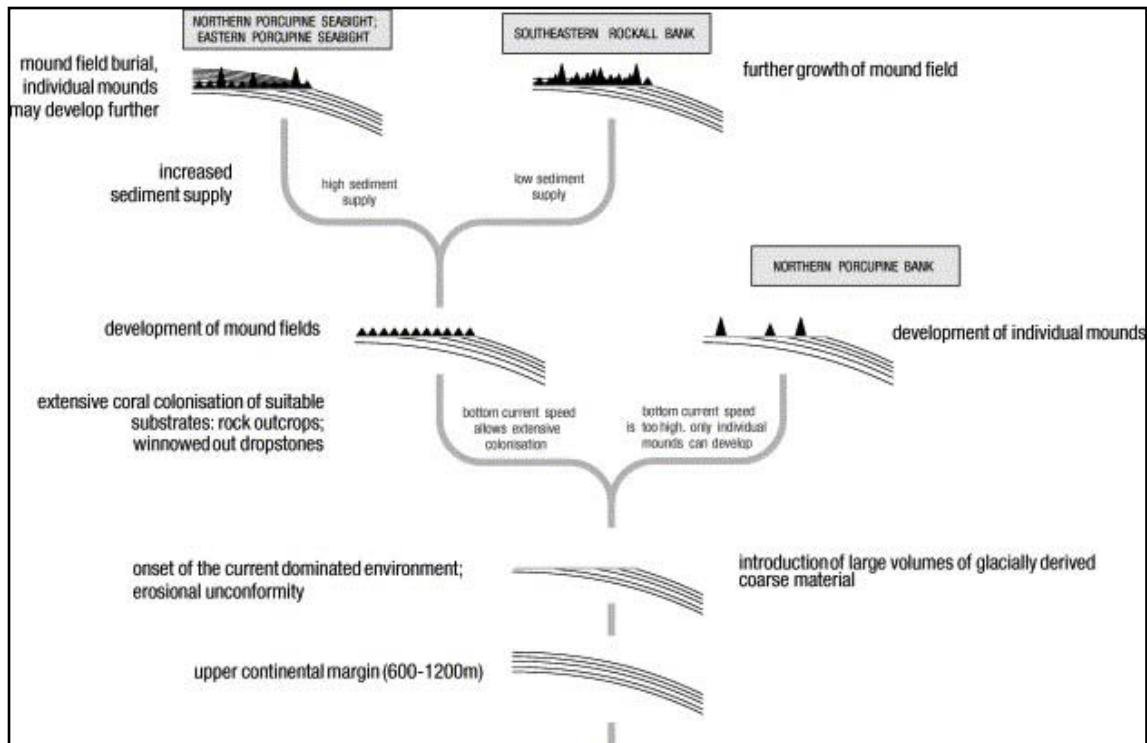 NORTHERN PORCUPINE SEABIGHT;
EASTERN PORCUPINE SEABIGHT
SOUTHEASTERN ROCKALL BANK
mound field burial,
individual mounds
may develop further
further growth of mound field
increased
sediment supply
high sediment
supply
low sediment
supply
NORTHERN PORCUPINE BANK
development of mound fields
development of individual mounds
extensive coral colonisation of suitable
substrates: rock outcrops;
winnowed out dropstones
bottom current speed
allows extensive
colonisation
bottom current speed
is too high. only individual
mounds can develop
onset of the current dominated environment;
erosional unconformity
introduction of large volumes of glacially derived
coarse material
upper continental margin (600-1200m)